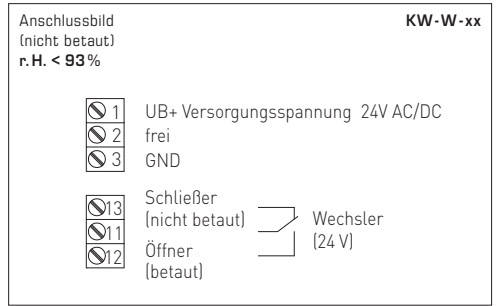 Anschlussbild
(nicht betaut)
r.H. < 93%
KW-W-xx
1 UB+ Versorgungsspannung 24V AC/DC
2 frei
3 GND
13 Schließer
(nicht betaut)
11 Wechsler
(24 V)
12 Öffner
(betaut)